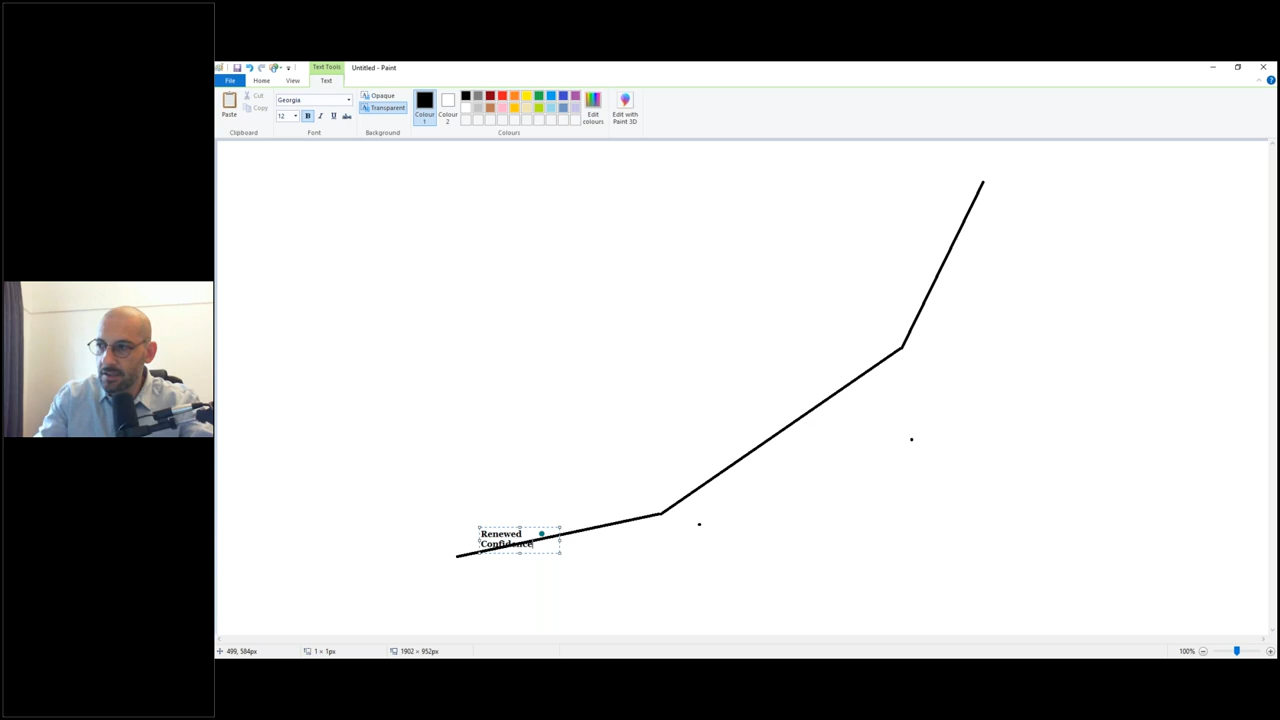 Text Tools
Untitled - Paint
File
Home
View
Text
Paste
Cut
Copy
Clipboard
Georgia
12
B
I
U
abc
Font
Opaque
Transparent
Background
Colour
1
Colour
2
Edit
colours
Edit with
Paint 3D
Colours
Renewed
Confidence
499, 584px
1 × 1px
1902 × 952px
100%